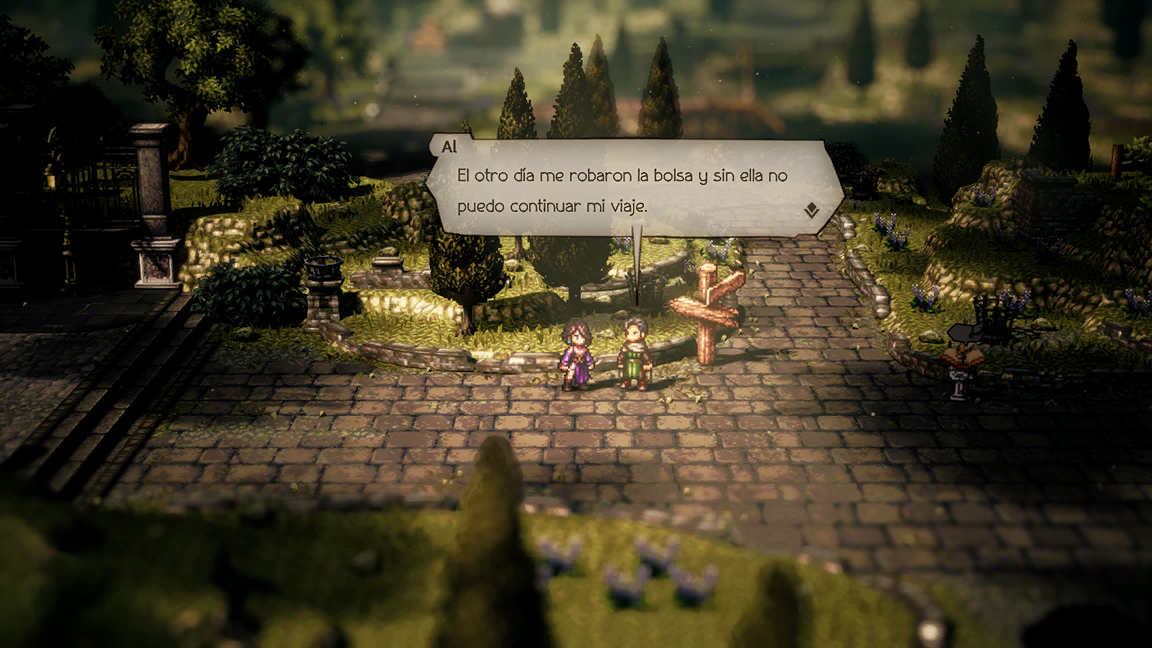 Al
El otro día me robaron la bolsa y sin ella no
puedo continuar mi viaje.